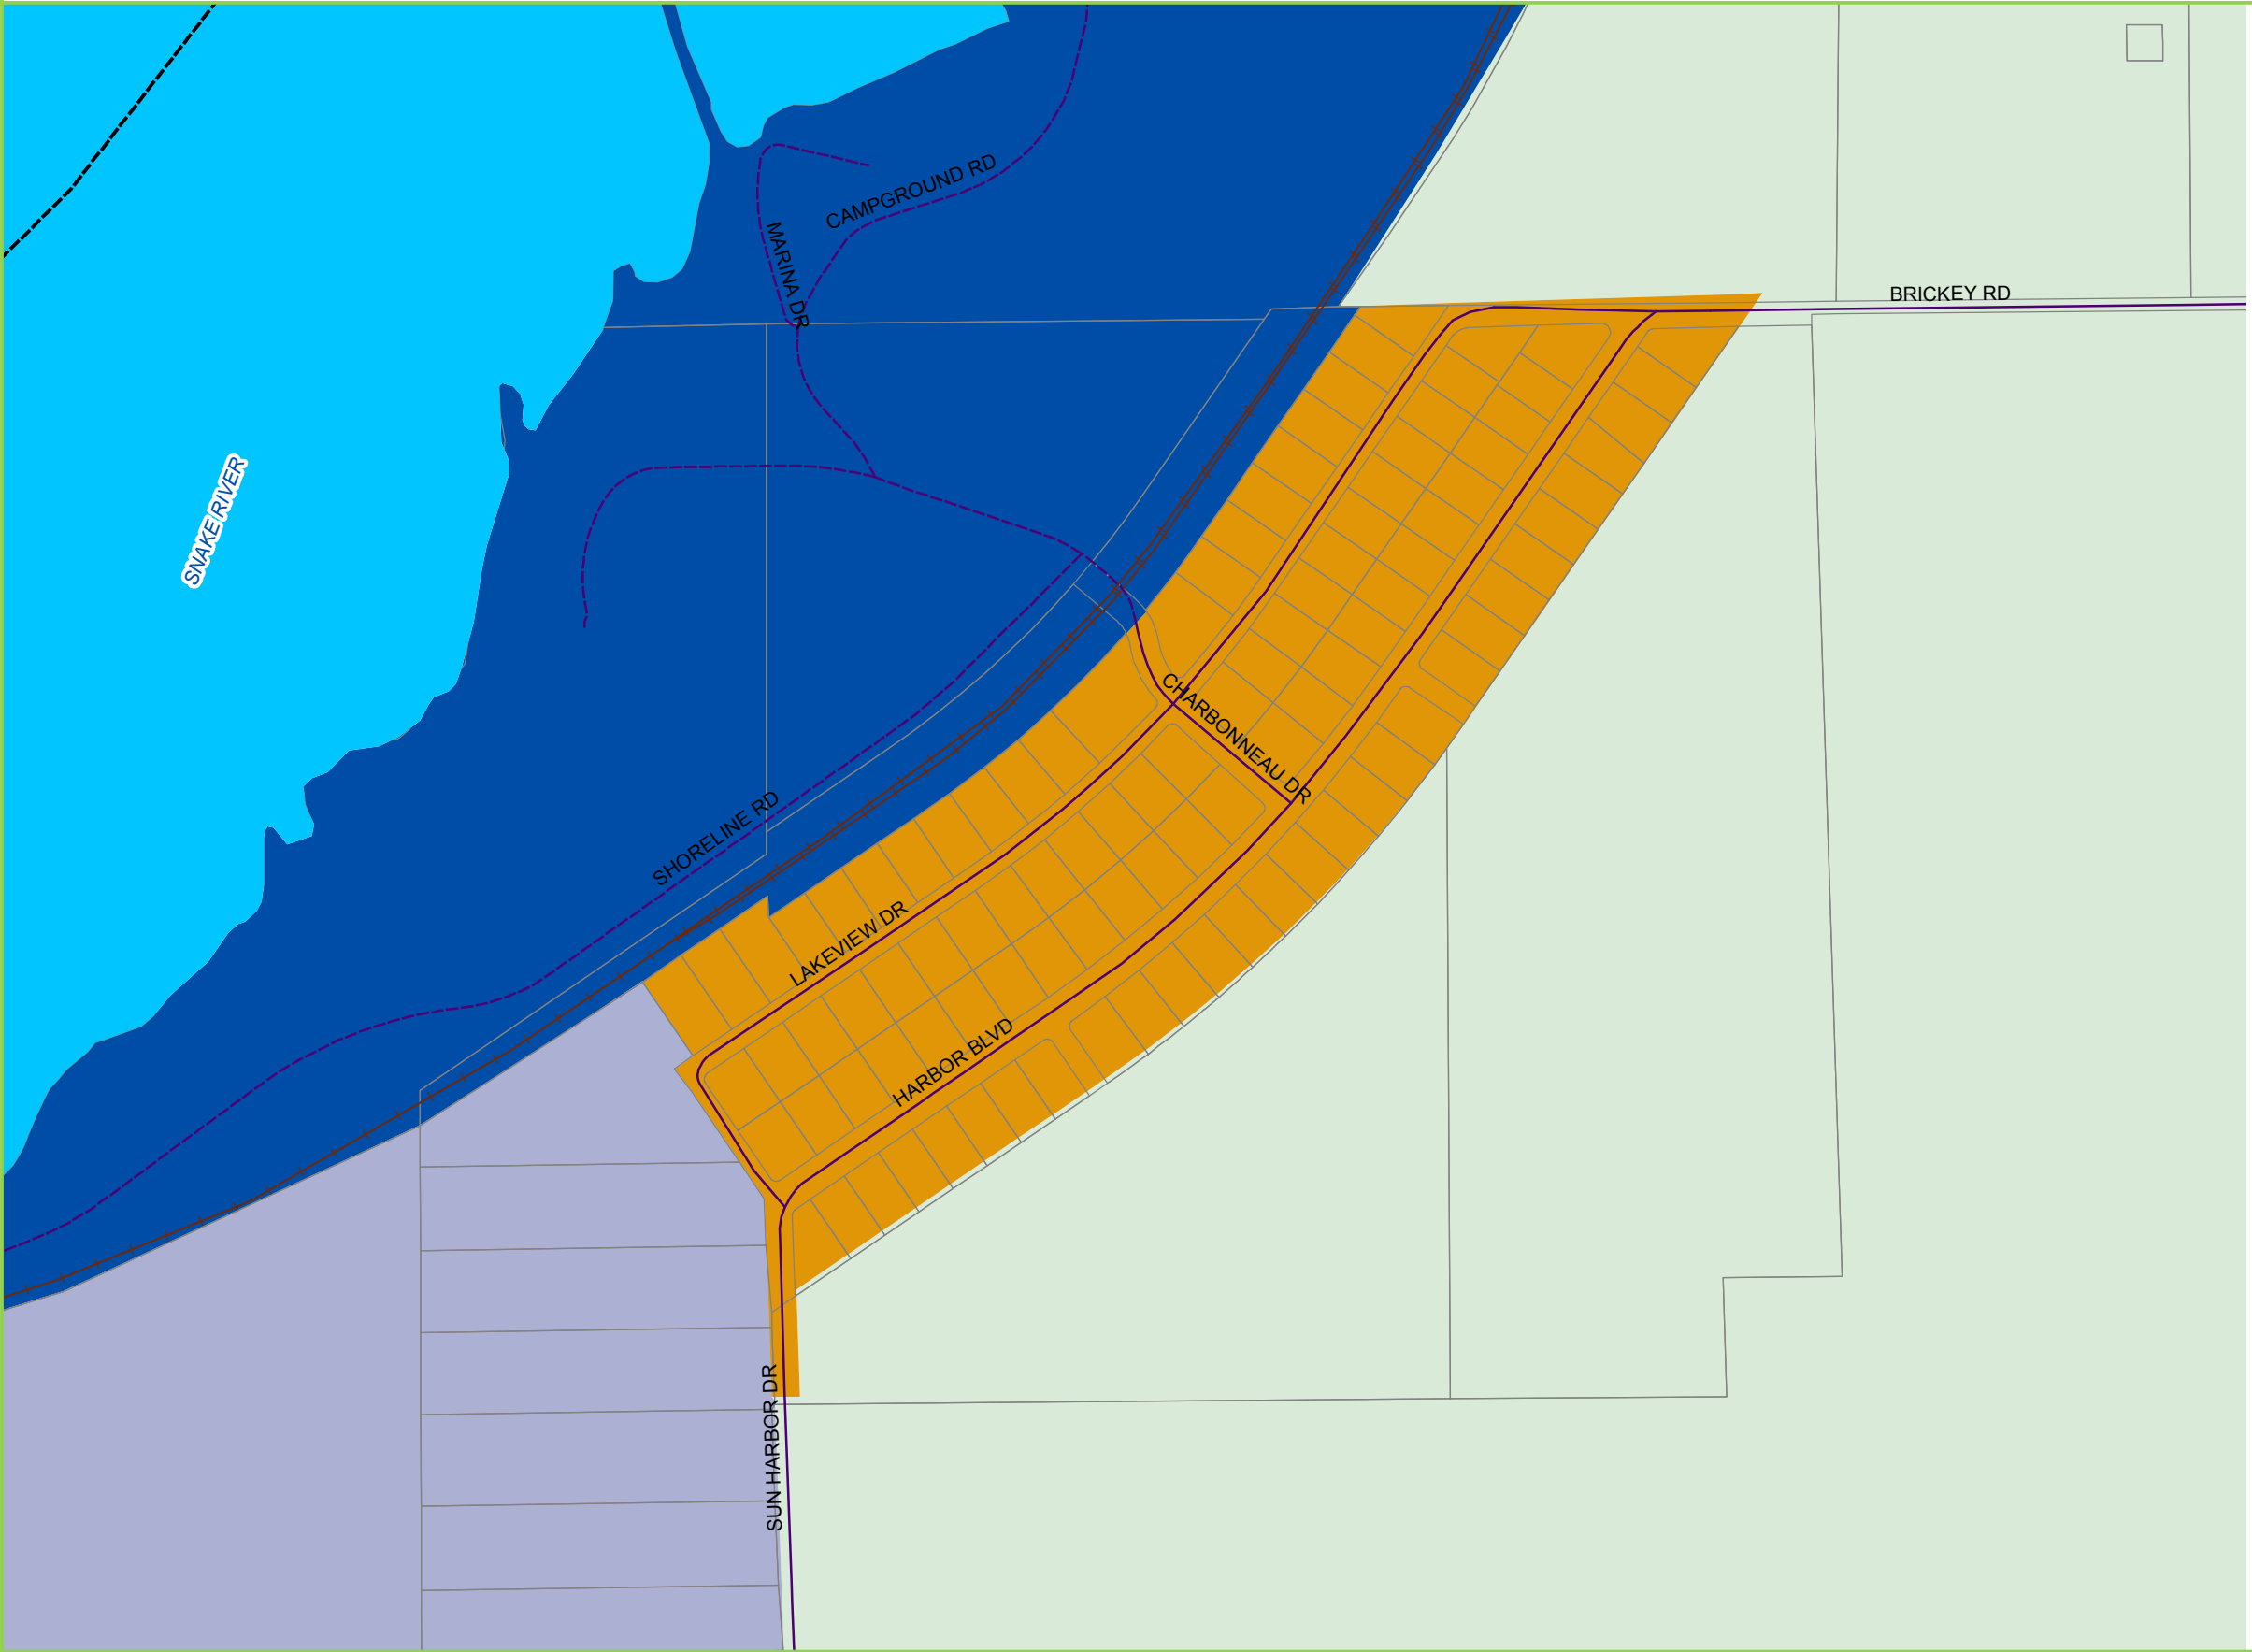 CAMPGROUND RD
MARINA DR
BRICKEY RD
SNAKE RIVER
CHARBONNEAU DR
SHORELINE RD
LAKEVIEW DR
HARBOR BLVD
SUN HARBOR DR